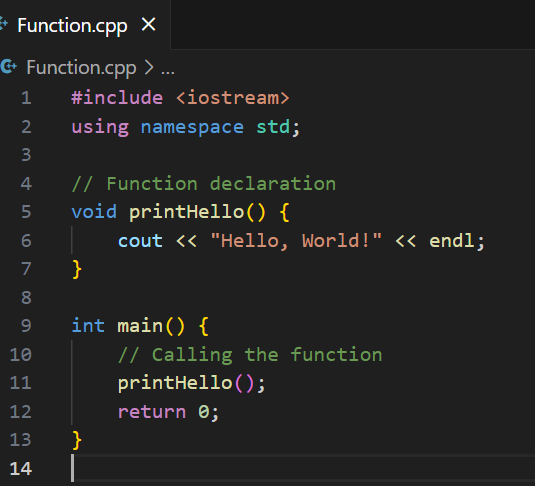 Function.cpp ×
Function.cpp > ...
1 #include <iostream>
2 using namespace std;
3
4 // Function declaration
5 void printHello() {
6     cout << "Hello, World!" << endl;
7 }
8
9 int main() {
10     // Calling the function
11     printHello();
12     return 0;
13 }
14